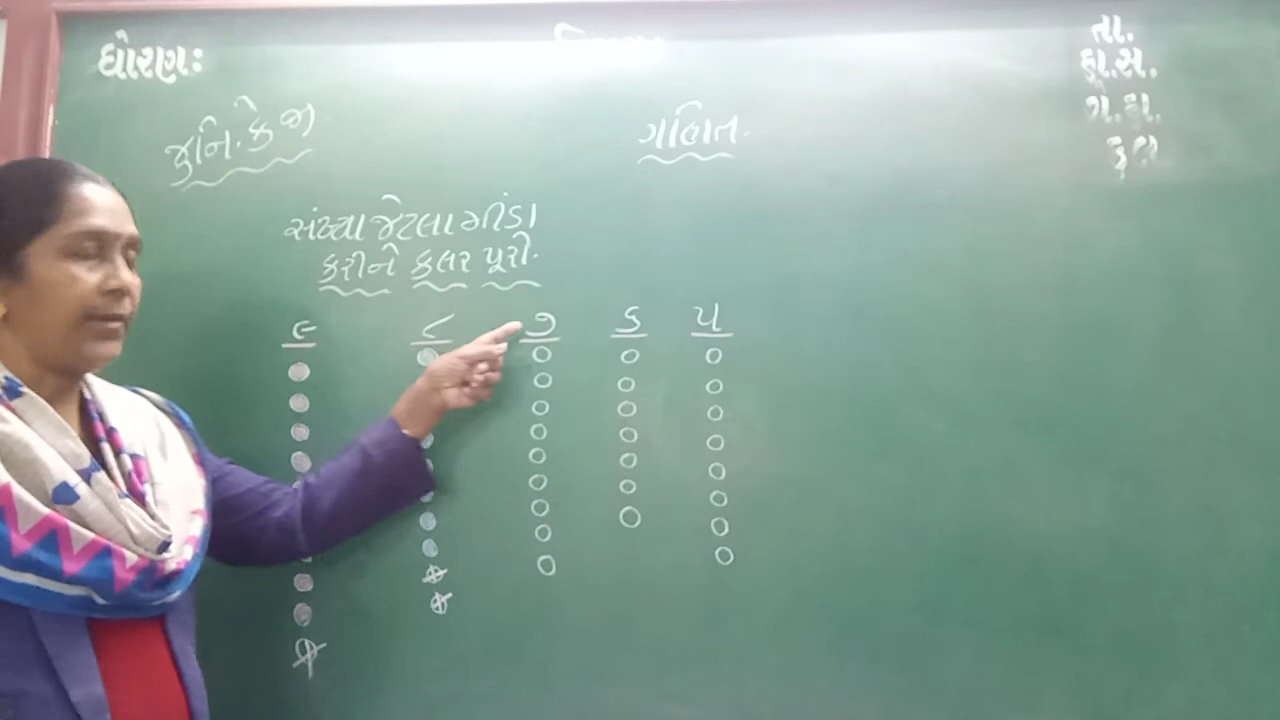 ધોરણઃ
તા.
હા.સ.
ગે.હા.
કુલ
જુનિ. કે જી
ગણિત.
સંખ્યા જેટલા મીંડા
કરીને કલર પૂરો.
૯ ૮ ૭ ૬ ૫